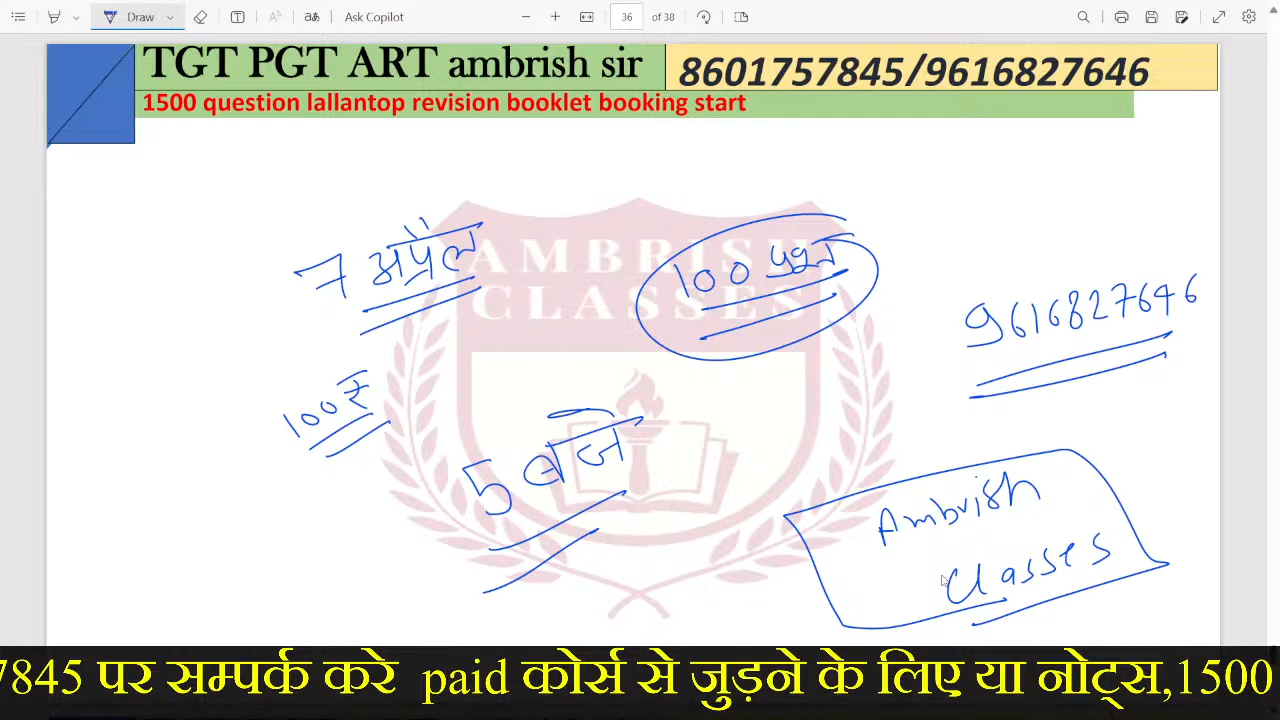 Draw
Ask Copilot
36 of 38
TGT PGT ART ambrish sir
8601757845/9616827646
1500 question lallantop revision booklet booking start
AMBRISH
CLASSES
7 अप्रैल
100 प्रश्न
9616827646
100₹
5 बजे
Ambrish
Classes
7845 पर सम्पर्क करे paid कोर्स से जुड़ने के लिए या नोट्स,1500